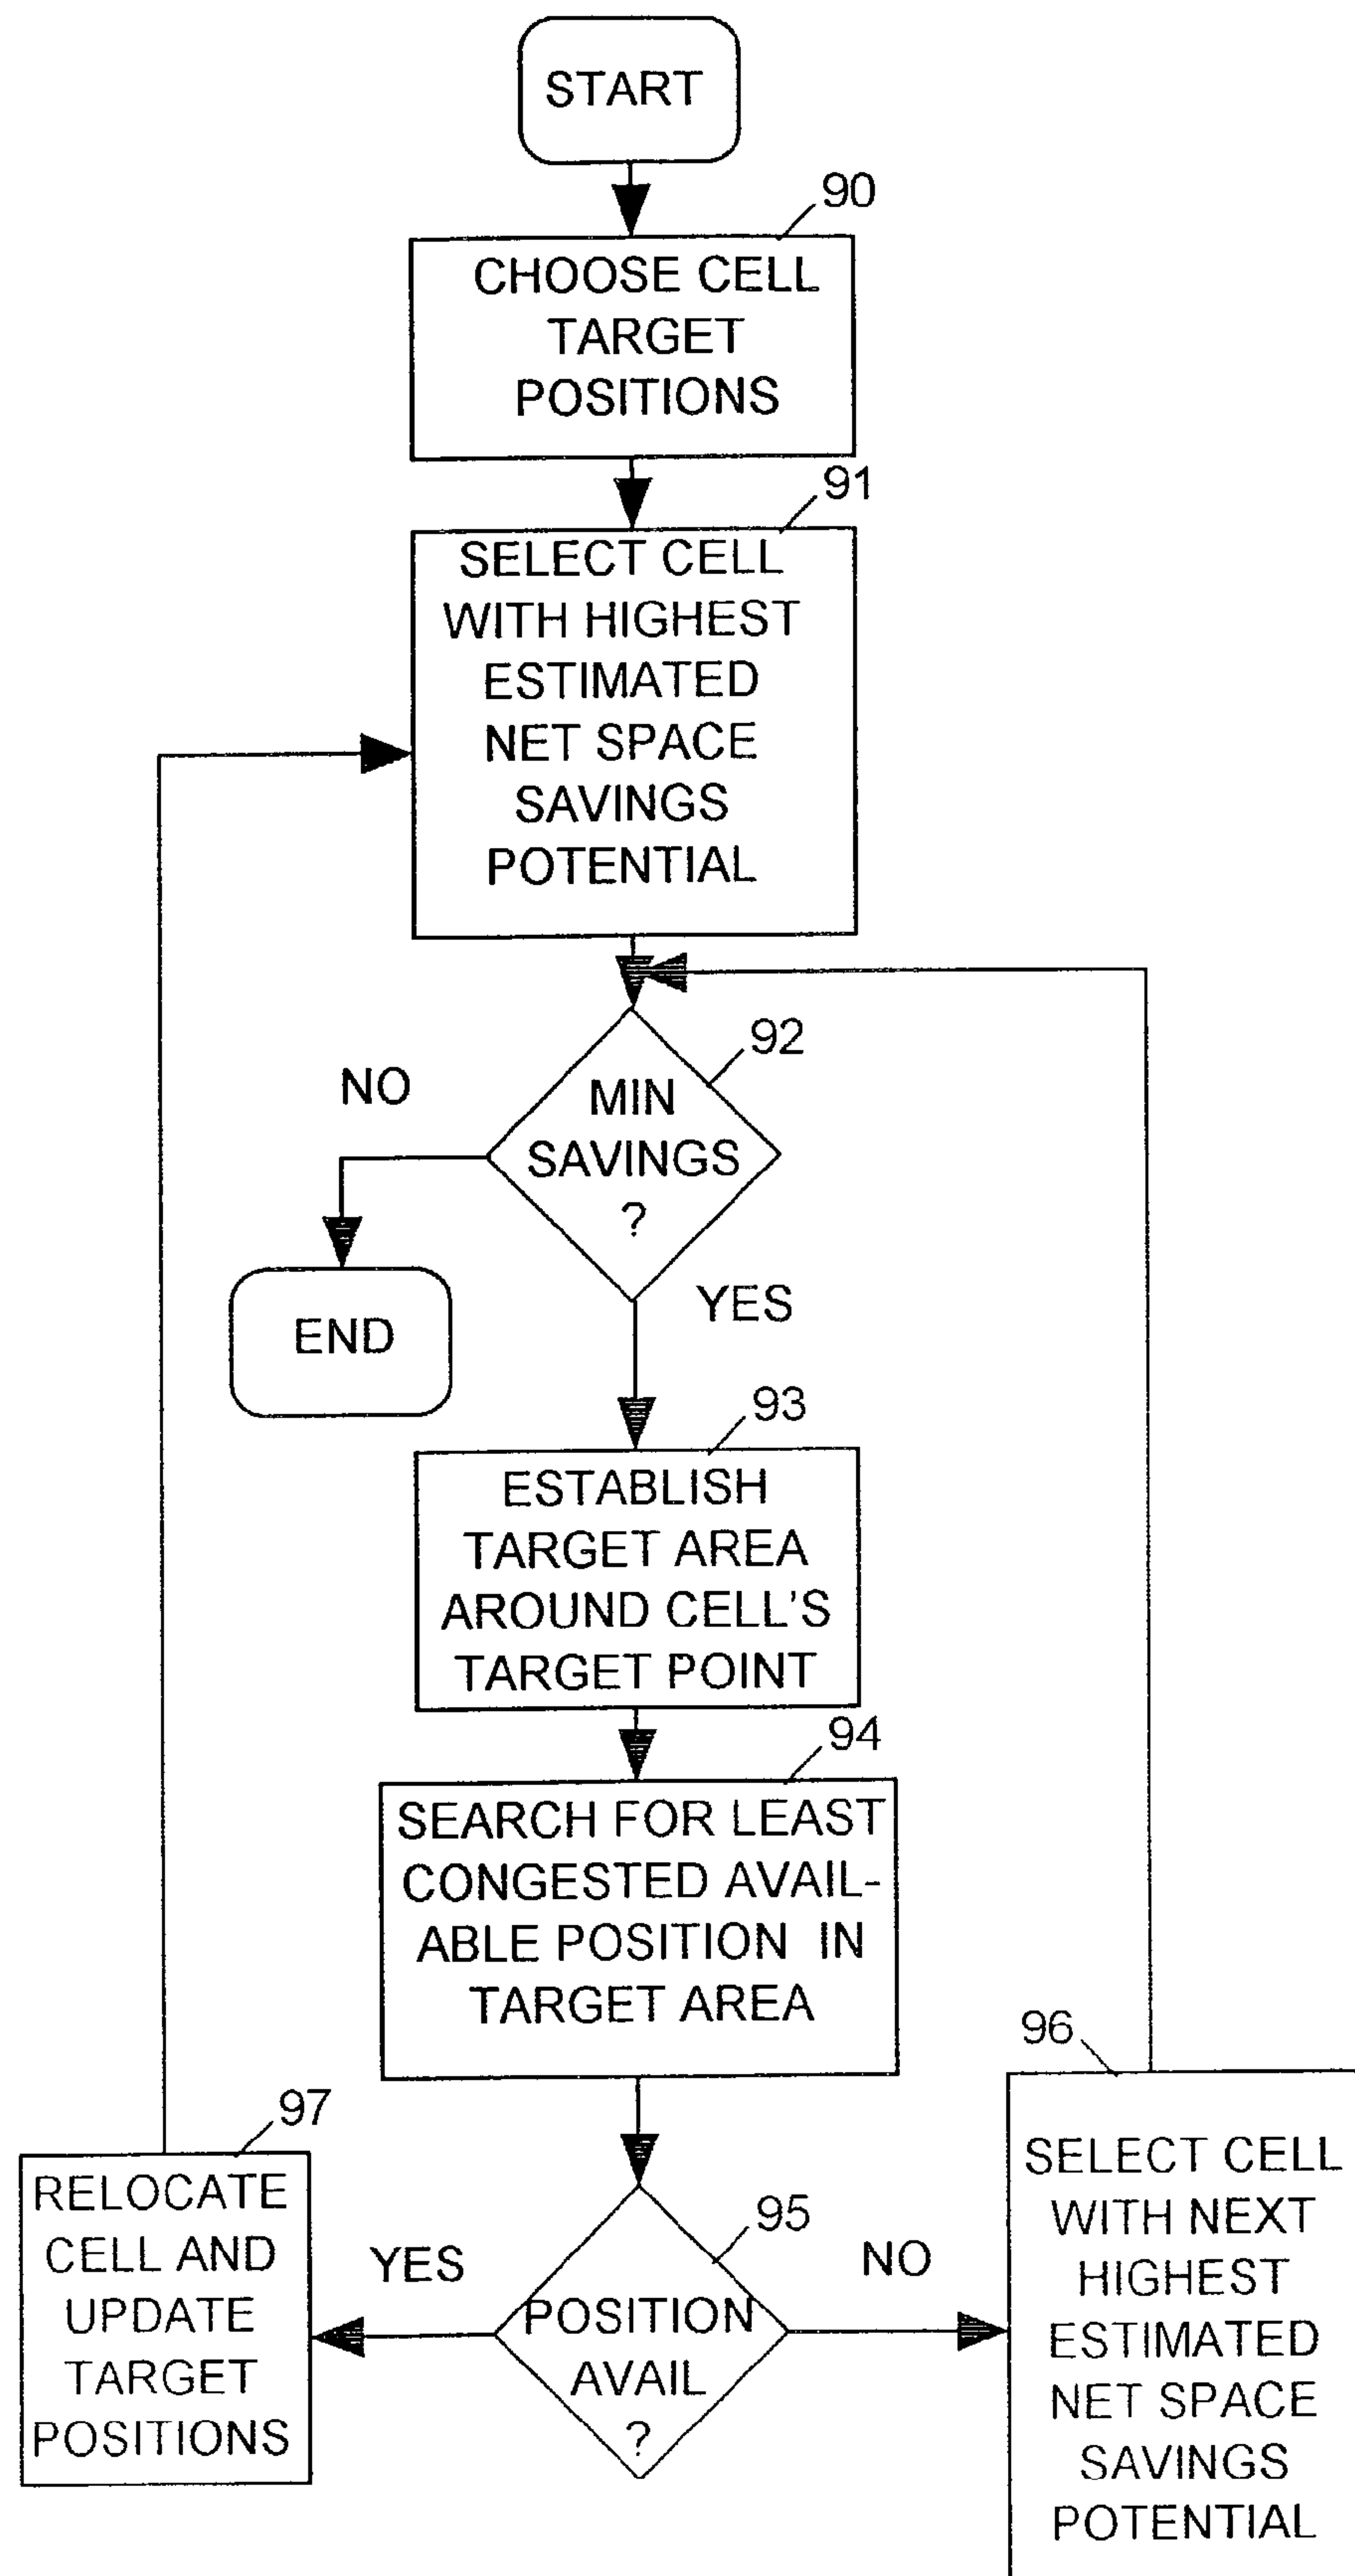 START
90
CHOOSE CELL
TARGET
POSITIONS
91
SELECT CELL
WITH HIGHEST
ESTIMATED
NET SPACE
SAVINGS
POTENTIAL
92
NO
MIN
SAVINGS
?
YES
END
93
ESTABLISH
TARGET AREA
AROUND CELL'S
TARGET POINT
94
SEARCH FOR LEAST
CONGESTED AVAIL-
ABLE POSITION IN
TARGET AREA
97
RELOCATE
CELL AND
UPDATE
TARGET
POSITIONS
YES
95
POSITION
AVAIL
?
NO
96
SELECT CELL
WITH NEXT
HIGHEST
ESTIMATED
NET SPACE
SAVINGS
POTENTIAL